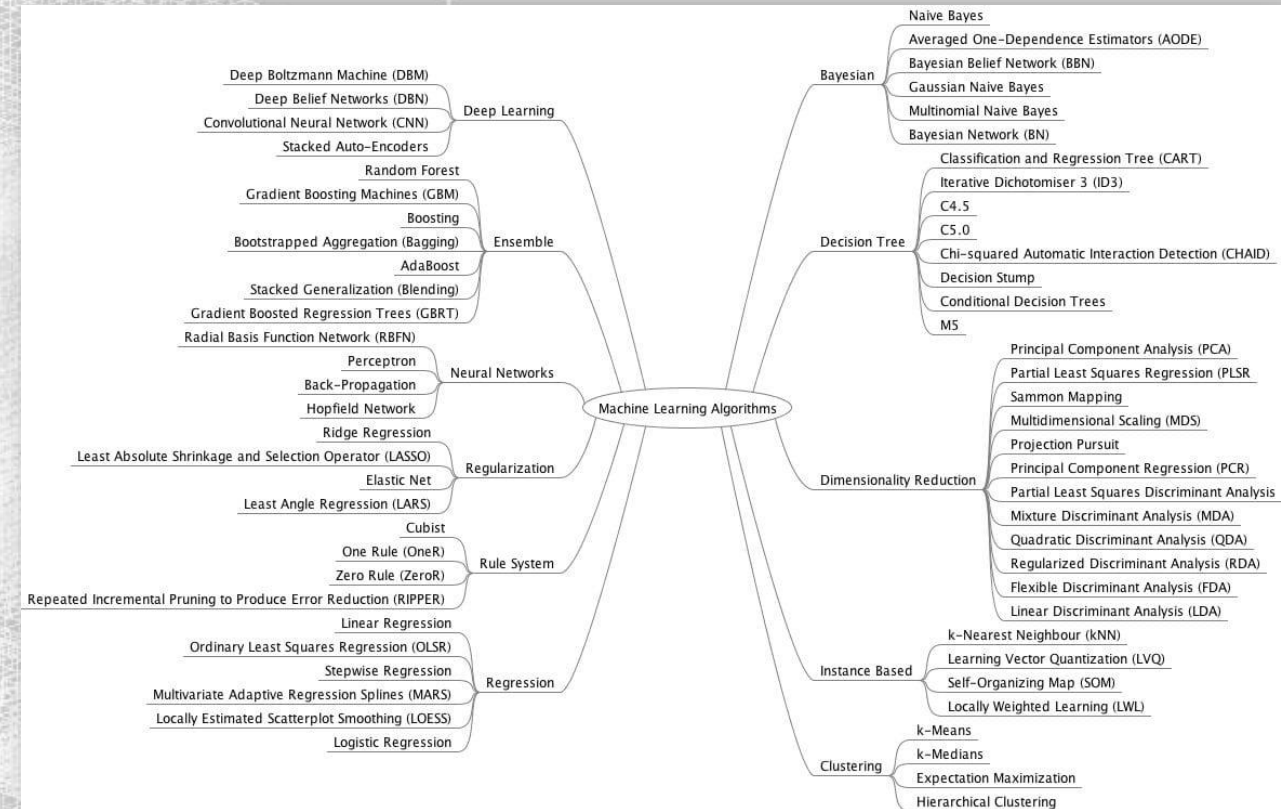 Deep Boltzmann Machine (DBM)
Deep Belief Networks (DBN)
Convolutional Neural Network (CNN)
Stacked Auto-Encoders
Deep Learning
Random Forest
Gradient Boosting Machines (GBM)
Boosting
Bootstrapped Aggregation (Bagging)
AdaBoost
Stacked Generalization (Blending)
Gradient Boosted Regression Trees (GBRT)
Ensemble
Radial Basis Function Network (RBFN)
Perceptron
Back-Propagation
Hopfield Network
Neural Networks
Ridge Regression
Least Absolute Shrinkage and Selection Operator (LASSO)
Elastic Net
Least Angle Regression (LARS)
Regularization
Cubist
One Rule (OneR)
Zero Rule (ZeroR)
Repeated Incremental Pruning to Produce Error Reduction (RIPPER)
Rule System
Linear Regression
Ordinary Least Squares Regression (OLSR)
Stepwise Regression
Multivariate Adaptive Regression Splines (MARS)
Locally Estimated Scatterplot Smoothing (LOESS)
Logistic Regression
Regression
Machine Learning Algorithms
Bayesian
Naive Bayes
Averaged One-Dependence Estimators (AODE)
Bayesian Belief Network (BBN)
Gaussian Naive Bayes
Multinomial Naive Bayes
Bayesian Network (BN)
Decision Tree
Classification and Regression Tree (CART)
Iterative Dichotomiser 3 (ID3)
C4.5
C5.0
Chi-squared Automatic Interaction Detection (CHAID)
Decision Stump
Conditional Decision Trees
M5
Dimensionality Reduction
Principal Component Analysis (PCA)
Partial Least Squares Regression (PLSR
Sammon Mapping
Multidimensional Scaling (MDS)
Projection Pursuit
Principal Component Regression (PCR)
Partial Least Squares Discriminant Analysis
Mixture Discriminant Analysis (MDA)
Quadratic Discriminant Analysis (QDA)
Regularized Discriminant Analysis (RDA)
Flexible Discriminant Analysis (FDA)
Linear Discriminant Analysis (LDA)
Instance Based
k-Nearest Neighbour (kNN)
Learning Vector Quantization (LVQ)
Self-Organizing Map (SOM)
Locally Weighted Learning (LWL)
Clustering
k-Means
k-Medians
Expectation Maximization
Hierarchical Clustering